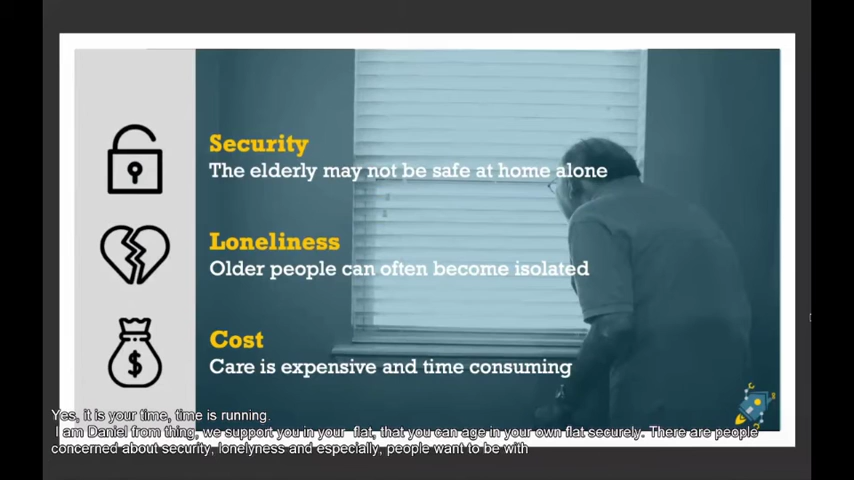 Security
The elderly may not be safe at home alone
Loneliness
Older people can often become isolated
Cost
Care is expensive and time consuming
$
Yes, it is your time, time is running.
I am Daniel from thing, we support you in your flat, that you can age in your own flat securely. There are people
concerned about security, lonelyness and especially, people want to be with